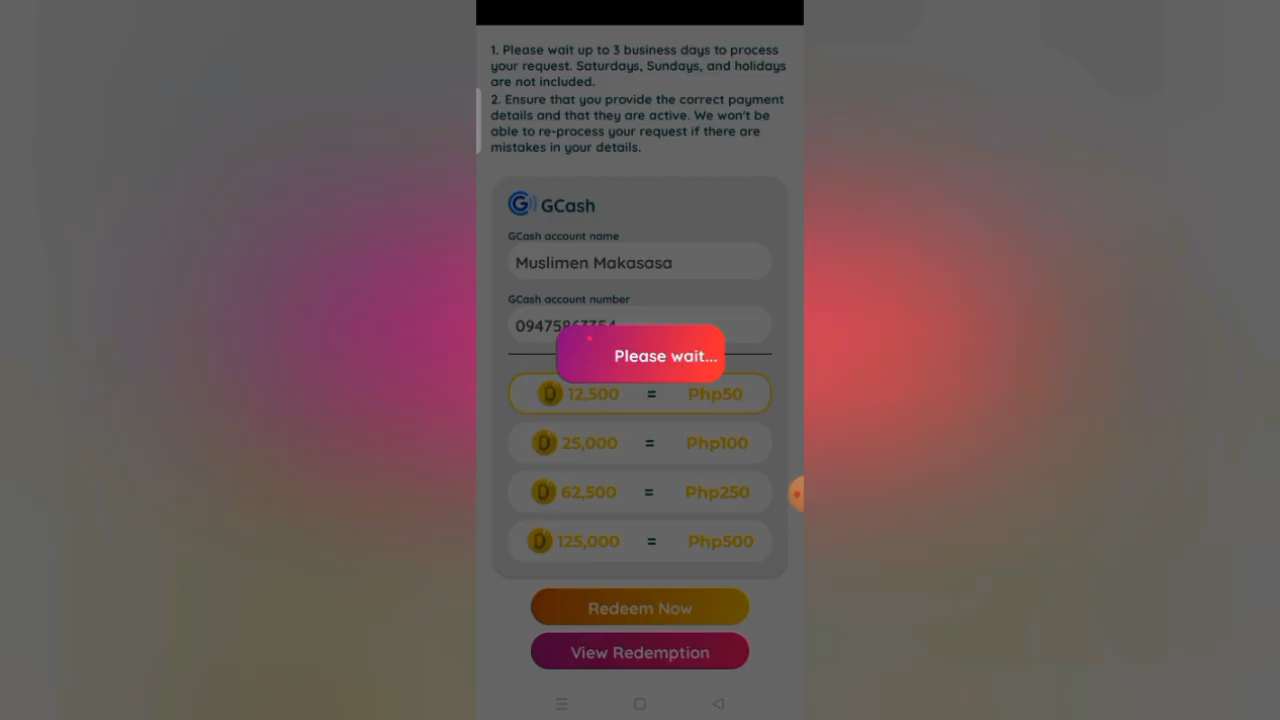 1. Please wait up to 3 business days to process
your request. Saturdays, Sundays, and holidays
are not included.
2. Ensure that you provide the correct payment
details and that they are active. We won't be
able to re-process your request if there are
mistakes in your details.
GCash
GCash account name
Muslimen Makasasa
GCash account number
Please wait...
12,500 = Php50
25,000 = Php100
62,500 = Php250
125,000 = Php500
Redeem Now
View Redemption